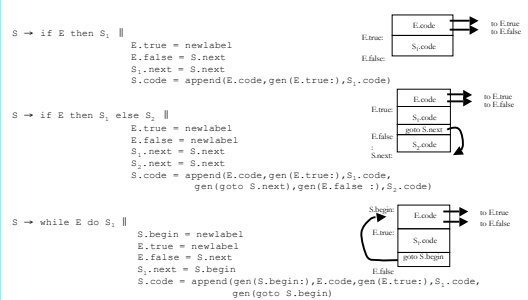 S → if E then S₁ ‖
E.true = newlabel
E.false = S.next
S₁.next = S.next
S.code = append(E.code,gen(E.true:),S₁.code)
E.code
to E.true
to E.false
E.true:
S₁.code
E.false:
S → if E then S₁ else S₂ ‖
E.true = newlabel
E.false = newlabel
S₁.next = S.next
S₂.next = S.next
S.code = append(E.code,gen(E.true:),S₁.code,
gen(goto S.next),gen(E.false :),S₂.code)
E.code
to E.true
to E.false
E.true:
S₁.code
goto S.next
E.false
:
S₂.code
S.next:
S → while E do S₁ ‖
S.begin = newlabel
E.true = newlabel
E.false = S.next
S₁.next = S.begin
S.code = append(gen(S.begin:),E.code,gen(E.true:),S₁.code,
gen(goto S.begin)
S.begin:
E.code
to E.true
to E.false
E.true:
S₁.code
goto S.begin
E.false